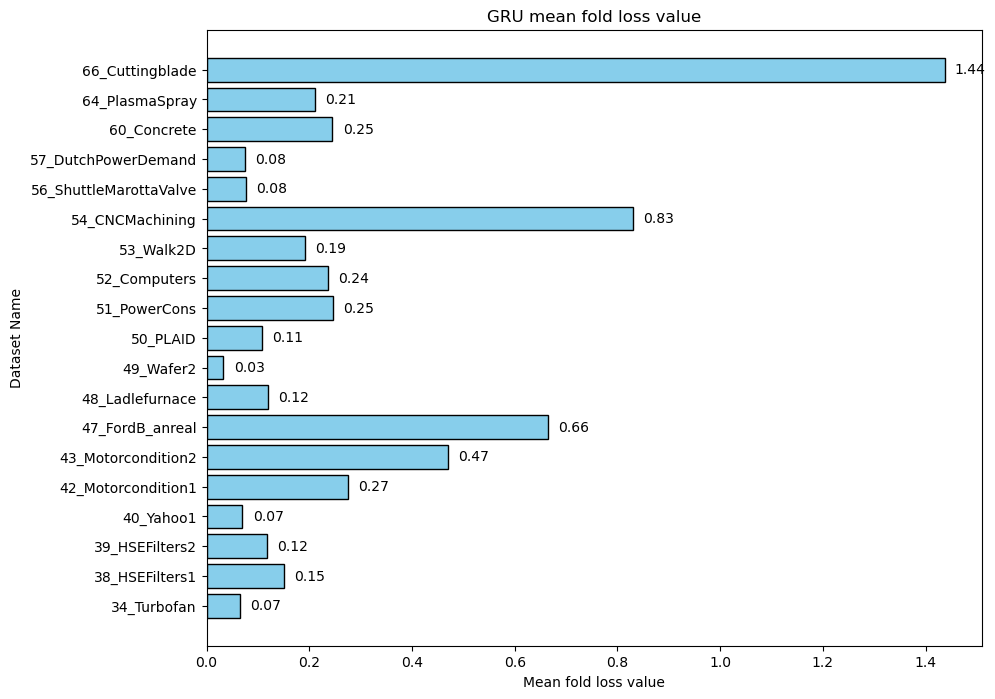 GRU mean fold loss value
66_Cuttingblade 1.44
64_PlasmaSpray 0.21
60_Concrete 0.25
57_DutchPowerDemand 0.08
56_ShuttleMarottaValve 0.08
54_CNCMachining 0.83
53_Walk2D 0.19
52_Computers 0.24
51_PowerCons 0.25
50_PLAID 0.11
49_Wafer2 0.03
48_Ladlefurnace 0.12
47_FordB_anreal 0.66
43_Motorcondition2 0.47
42_Motorcondition1 0.27
40_Yahoo1 0.07
39_HSEFilters2 0.12
38_HSEFilters1 0.15
34_Turbofan 0.07
Dataset Name
0.0 0.2 0.4 0.6 0.8 1.0 1.2 1.4
Mean fold loss value